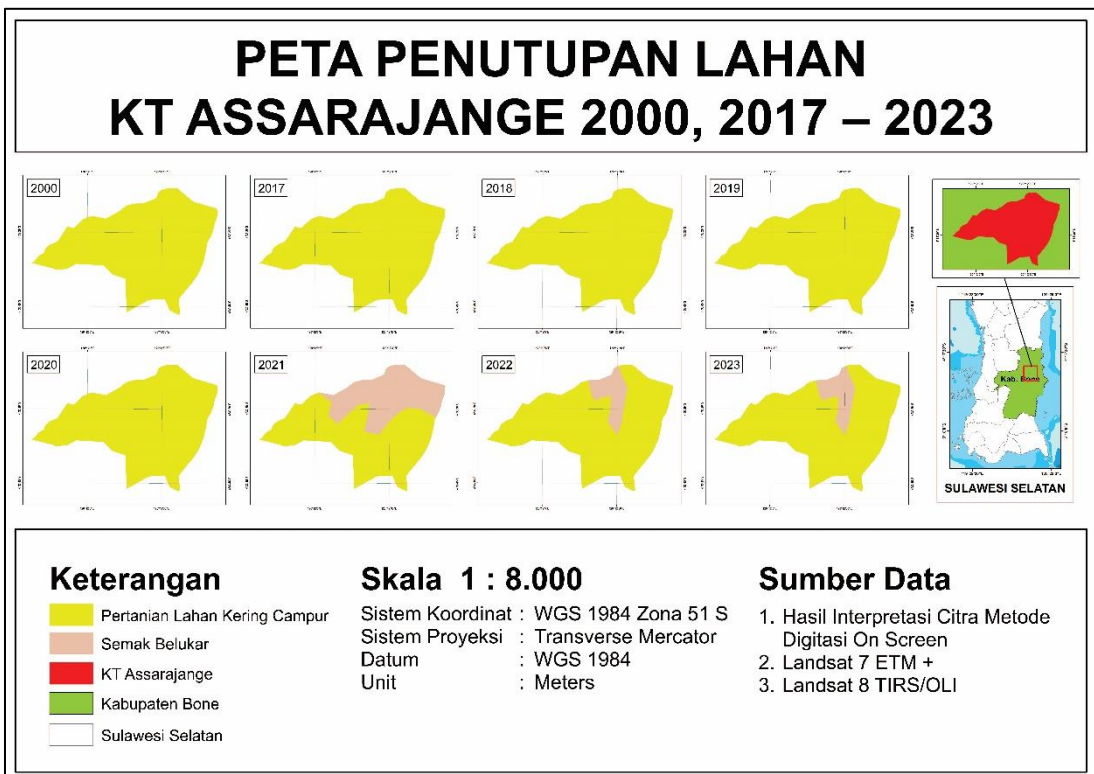 PETA PENUTUPAN LAHAN
KT ASSARAJANGE 2000, 2017 – 2023
2000
2017
2018
2019
2020
2021
2022
2023
Kab. Bone
SULAWESI SELATAN
Keterangan
Pertanian Lahan Kering Campur
Semak Belukar
KT Assarajange
Kabupaten Bone
Sulawesi Selatan
Skala 1 : 8.000
Sistem Koordinat : WGS 1984 Zona 51 S
Sistem Proyeksi : Transverse Mercator
Datum : WGS 1984
Unit : Meters
Sumber Data
1. Hasil Interpretasi Citra Metode
Digitasi On Screen
2. Landsat 7 ETM +
3. Landsat 8 TIRS/OLI